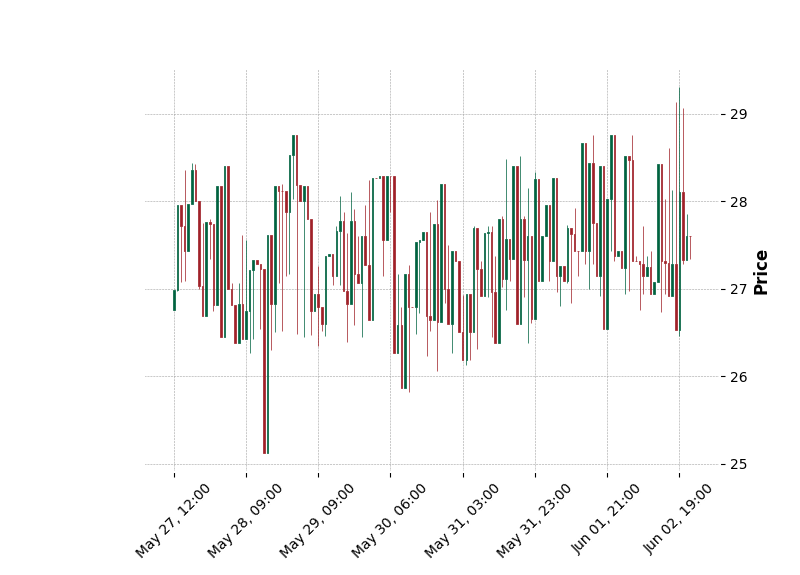 29
28
27
26
25
Price
May 27, 12:00
May 28, 09:00
May 29, 09:00
May 30, 06:00
May 31, 03:00
May 31, 23:00
Jun 01, 21:00
Jun 02, 19:00